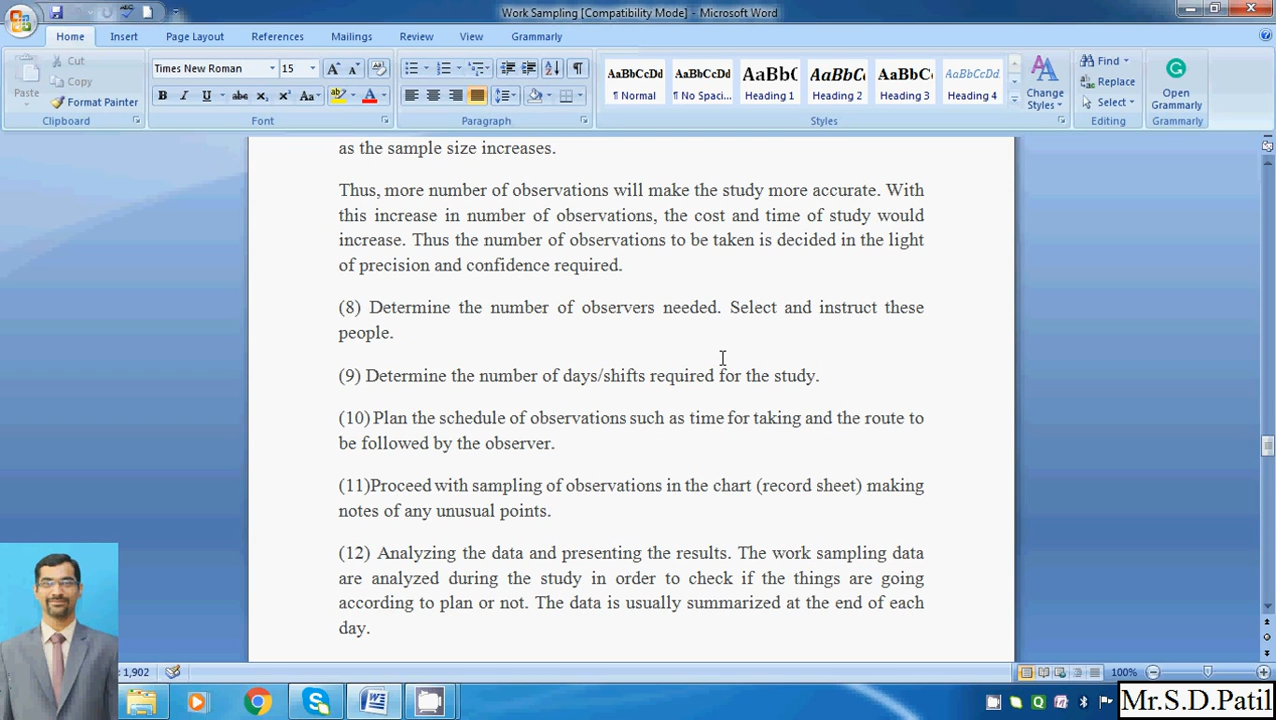 Work Sampling [Compatibility Mode] - Microsoft Word
Home Insert Page Layout References Mailings Review View Grammarly
Paste
Cut
Copy
Format Painter
Clipboard
Times New Roman 15
B I U abc x₂ x² Aa
Font
Paragraph
AaBbCcDd AaBbCcDd AaBbC AaBbC AaBbCc AaBbCcDd
¶ Normal ¶ No Spaci... Heading 1 Heading 2 Heading 3 Heading 4
Change Styles
Styles
Find
Replace
Select
Editing
Open Grammarly
Grammarly
as the sample size increases.
Thus, more number of observations will make the study more accurate. With
this increase in number of observations, the cost and time of study would
increase. Thus the number of observations to be taken is decided in the light
of precision and confidence required.
(8) Determine the number of observers needed. Select and instruct these
people.
(9) Determine the number of days/shifts required for the study.
(10) Plan the schedule of observations such as time for taking and the route to
be followed by the observer.
(11)Proceed with sampling of observations in the chart (record sheet) making
notes of any unusual points.
(12) Analyzing the data and presenting the results. The work sampling data
are analyzed during the study in order to check if the things are going
according to plan or not. The data is usually summarized at the end of each
day.
: 1,902
100%
Mr.S.D.Patil